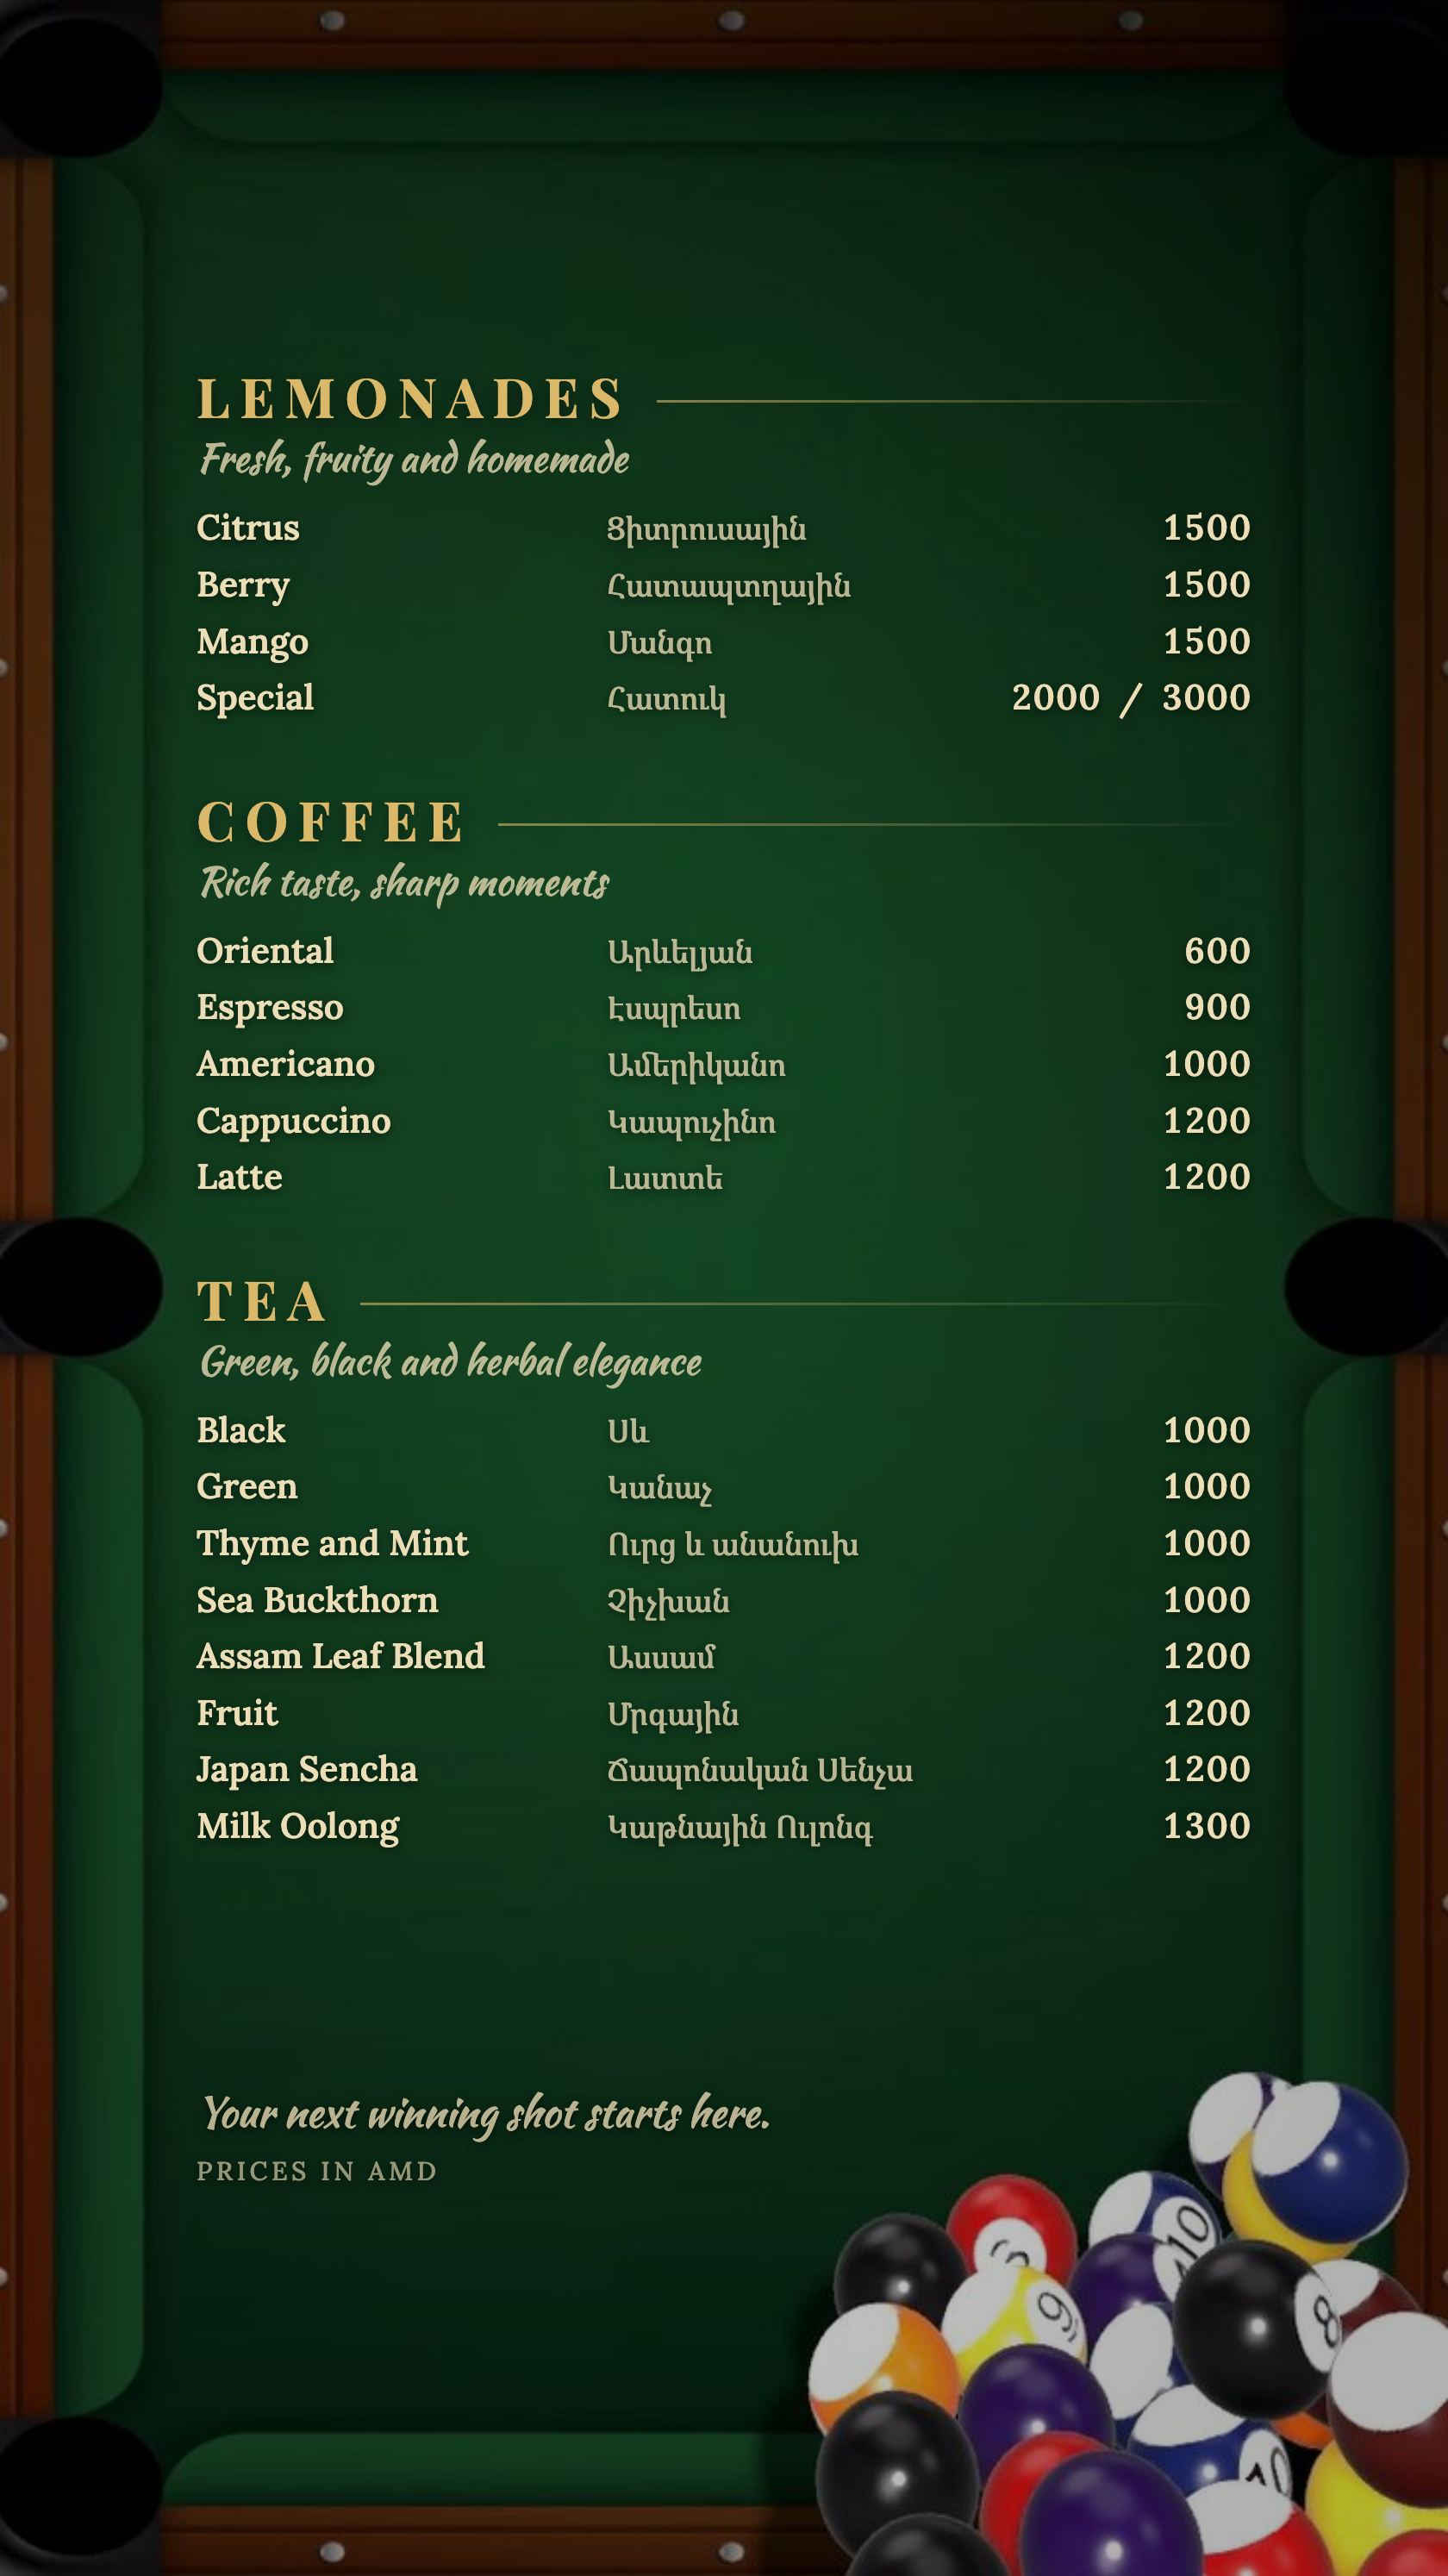 LEMONADES
Fresh, fruity and homemade
Citrus Ցիտրուսային 1500
Berry Հատապտղային 1500
Mango Մանգո 1500
Special Հատուկ 2000 / 3000
COFFEE
Rich taste, sharp moments
Oriental Արևելյան 600
Espresso Էսպրեսո 900
Americano Ամերիկանո 1000
Cappuccino Կապուչինո 1200
Latte Լատտե 1200
TEA
Green, black and herbal elegance
Black Սև 1000
Green Կանաչ 1000
Thyme and Mint Ուրց և անանուխ 1000
Sea Buckthorn Չիչխան 1000
Assam Leaf Blend Ասսամ 1200
Fruit Մրգային 1200
Japan Sencha Ճապոնական Սենչա 1200
Milk Oolong Կաթնային Ուլոնգ 1300
Your next winning shot starts here.
PRICES IN AMD
10
9
8
10